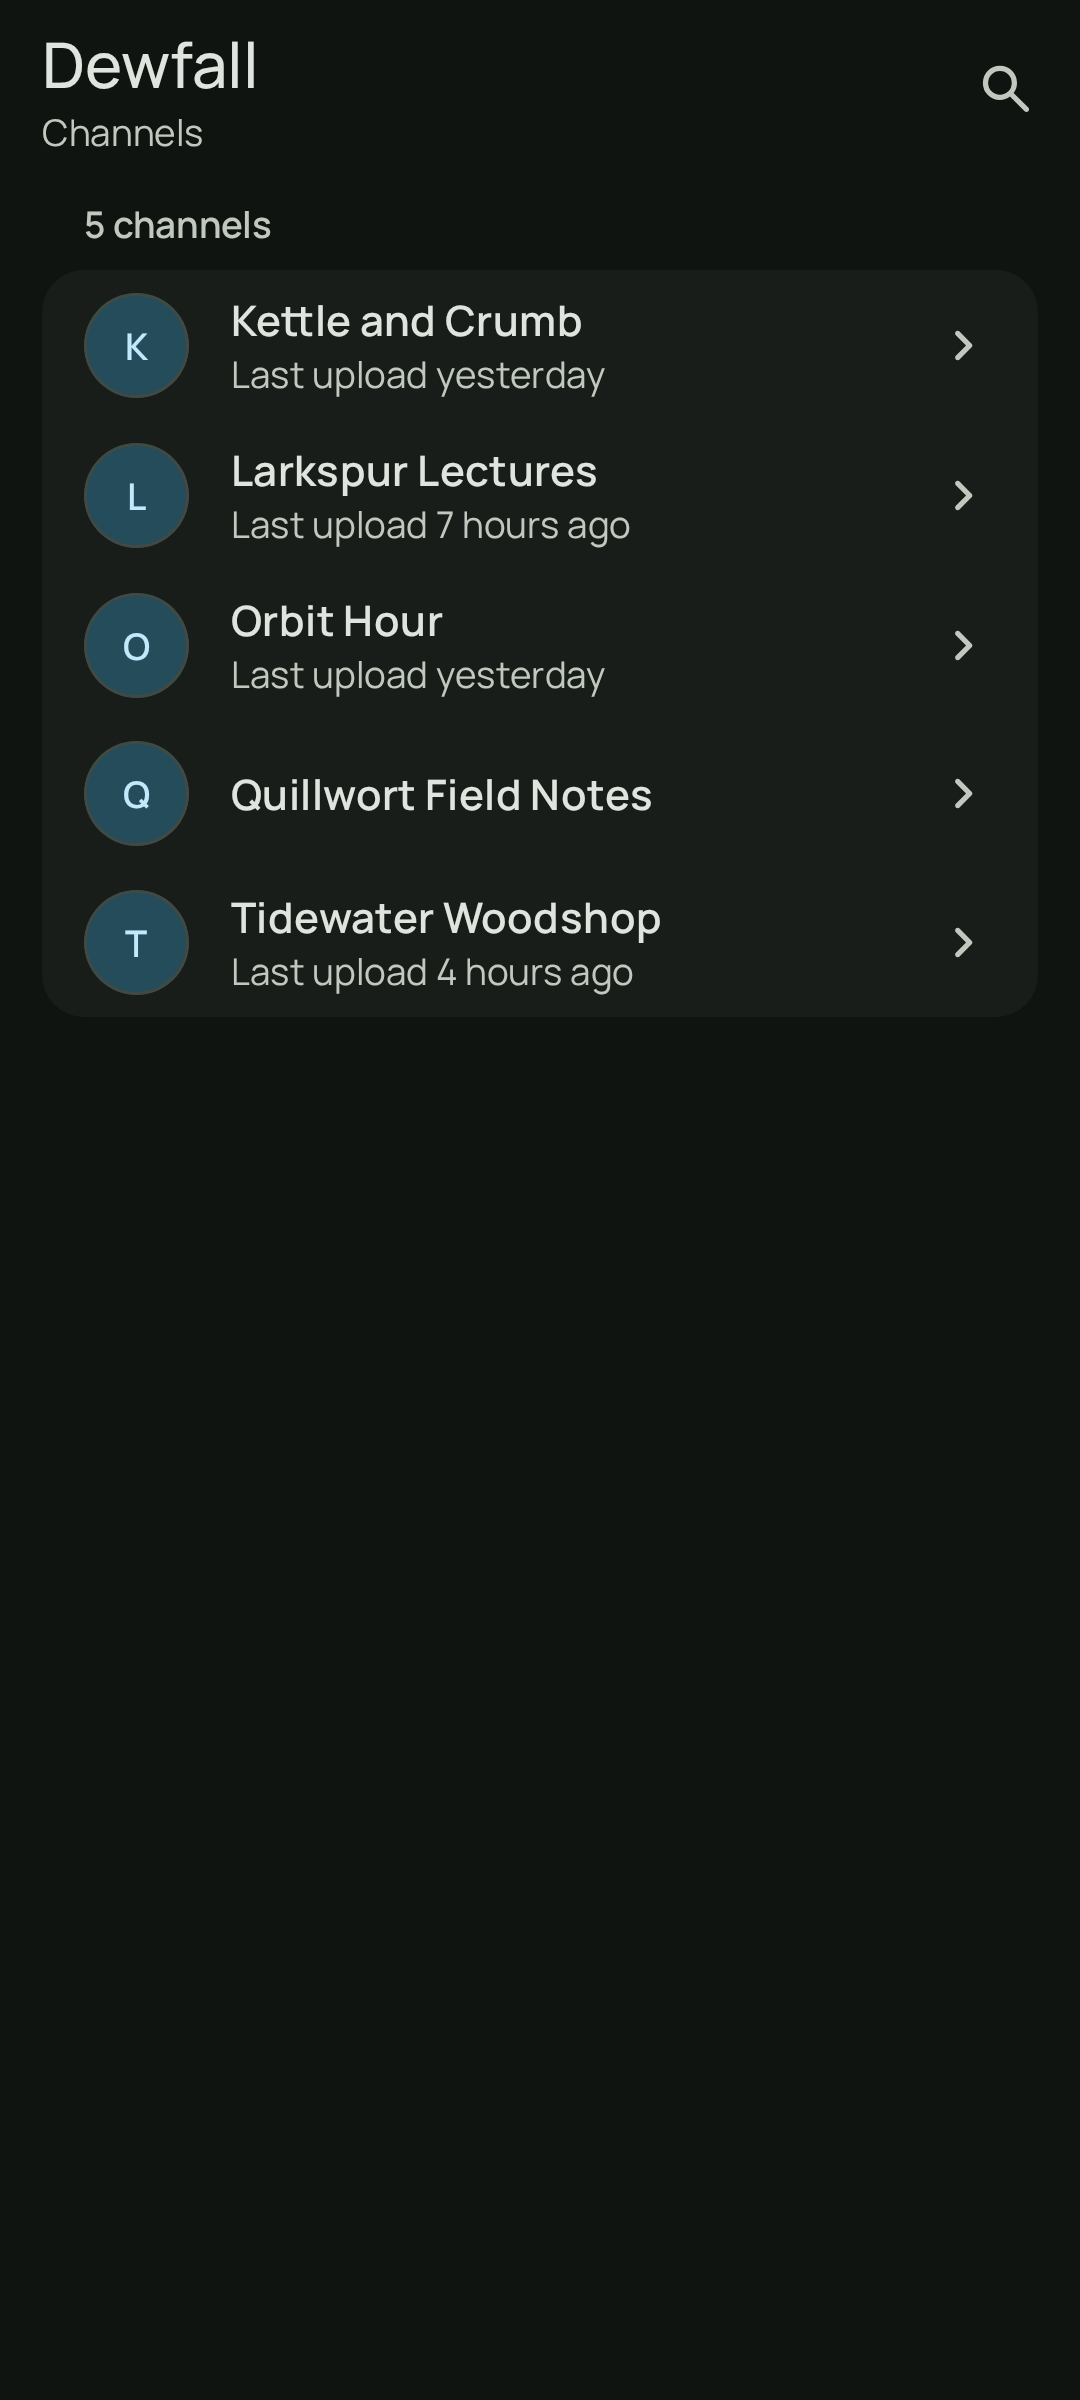 Dewfall
Channels
5 channels
K
Kettle and Crumb
Last upload yesterday
L
Larkspur Lectures
Last upload 7 hours ago
O
Orbit Hour
Last upload yesterday
Q
Quillwort Field Notes
T
Tidewater Woodshop
Last upload 4 hours ago